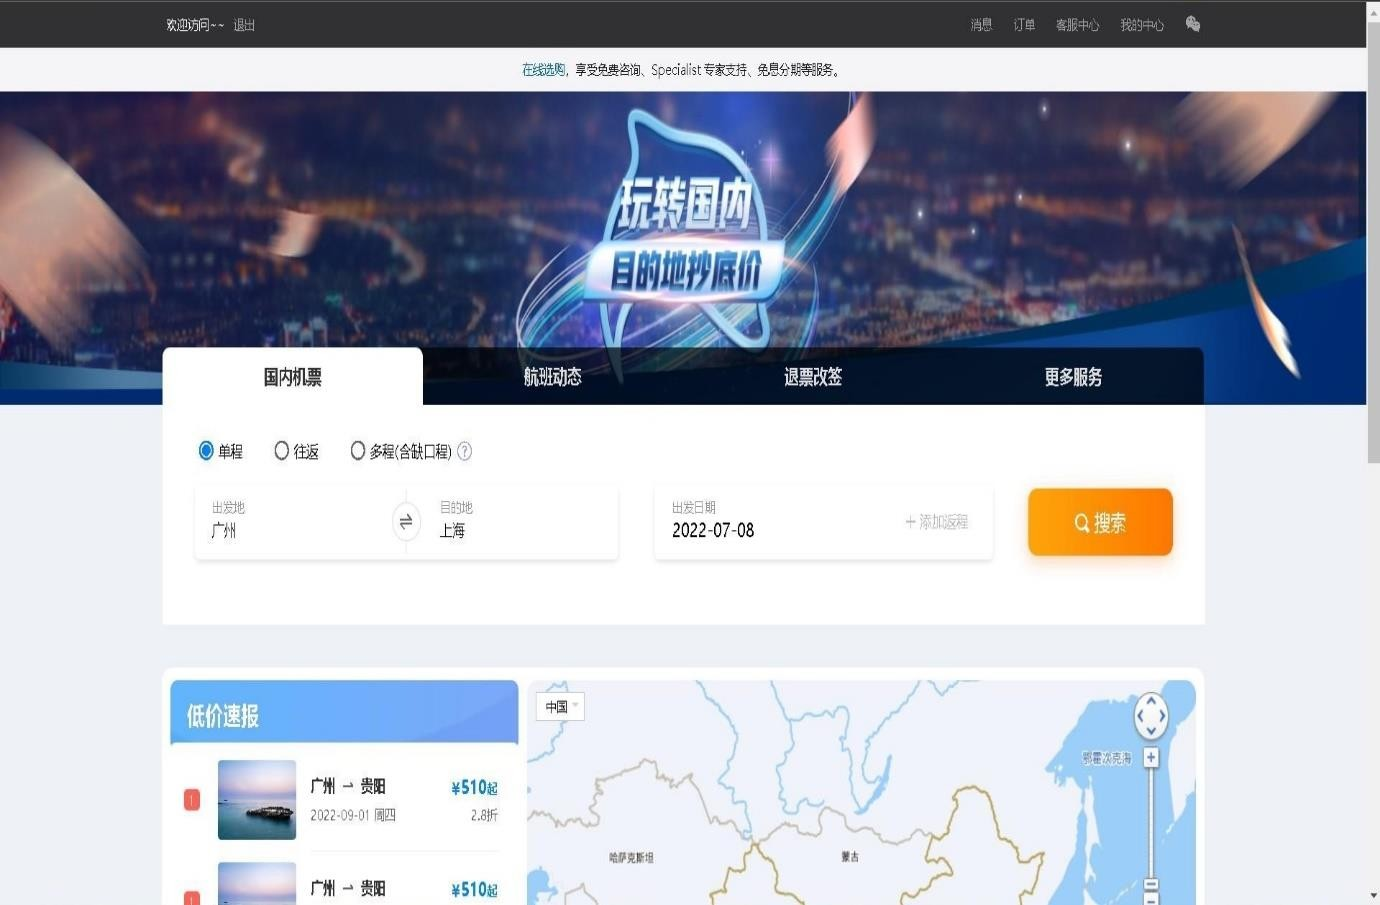 欢迎访问~~ 退出 消息 订单 客服中心 我的中心
在线选购，享受免费咨询、Specialist 专家支持、免息分期等服务。
玩转国内
目的地抄底价
国内机票 航班动态 退票改签 更多服务
单程 往返 多程(含缺口程) ?
出发地 目的地 出发日期
广州 上海 2022-07-08 +添加返程 搜索
低价速报
中国
鄂霍次克海
1 广州 → 贵阳 ¥510起
2022-09-01 周四 2.8折
哈萨克斯坦 蒙古
广州 → 贵阳 ¥510起